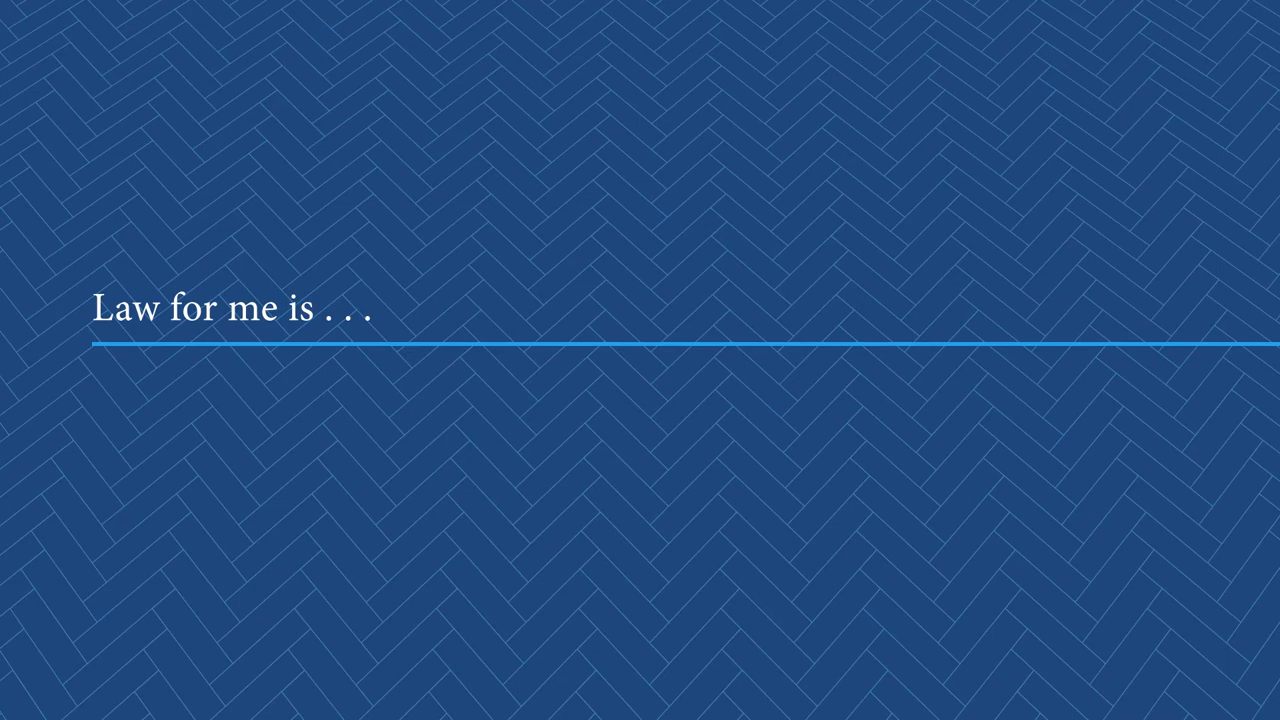 Law for me is . . .